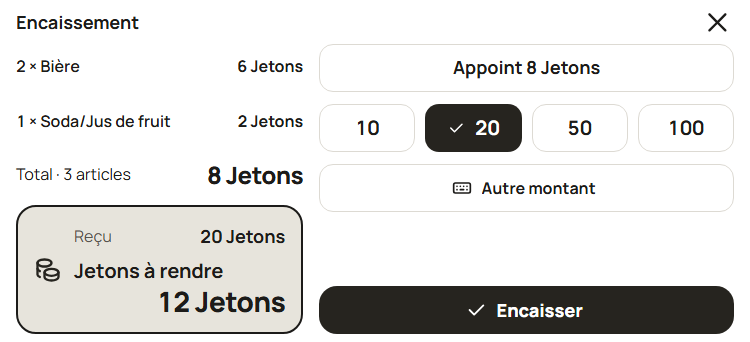 Encaissement
2 × Bière 6 Jetons
1 × Soda/Jus de fruit 2 Jetons
Total · 3 articles 8 Jetons
Reçu 20 Jetons
Jetons à rendre
12 Jetons
Appoint 8 Jetons
10 20 50 100
Autre montant
Encaisser